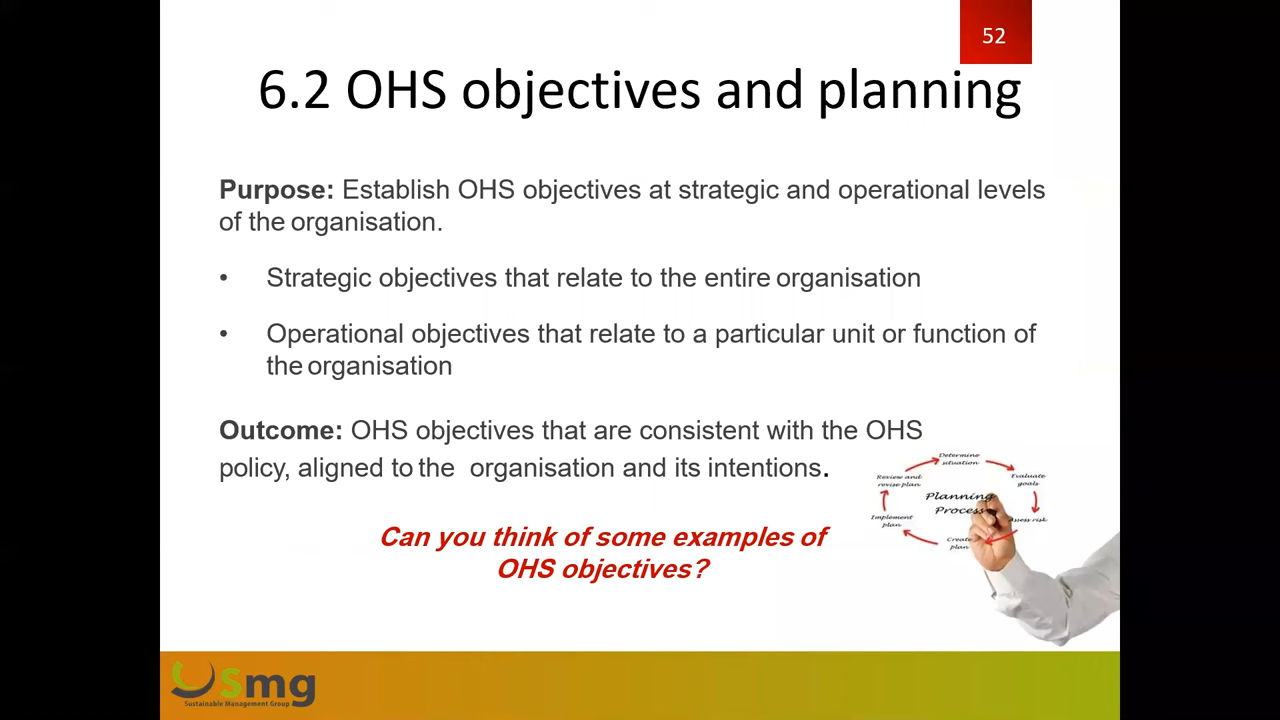 52
6.2 OHS objectives and planning
Purpose: Establish OHS objectives at strategic and operational levels
of the organisation.
• Strategic objectives that relate to the entire organisation
• Operational objectives that relate to a particular unit or function of
the organisation
Outcome: OHS objectives that are consistent with the OHS
policy, aligned to the organisation and its intentions.
Can you think of some examples of
OHS objectives?
Determine
situation
Evaluate
goals
Assess risk
Create
plan
Implement
plan
Review and
revise plan
Planning
Process
Smg
Sustainable Management Group